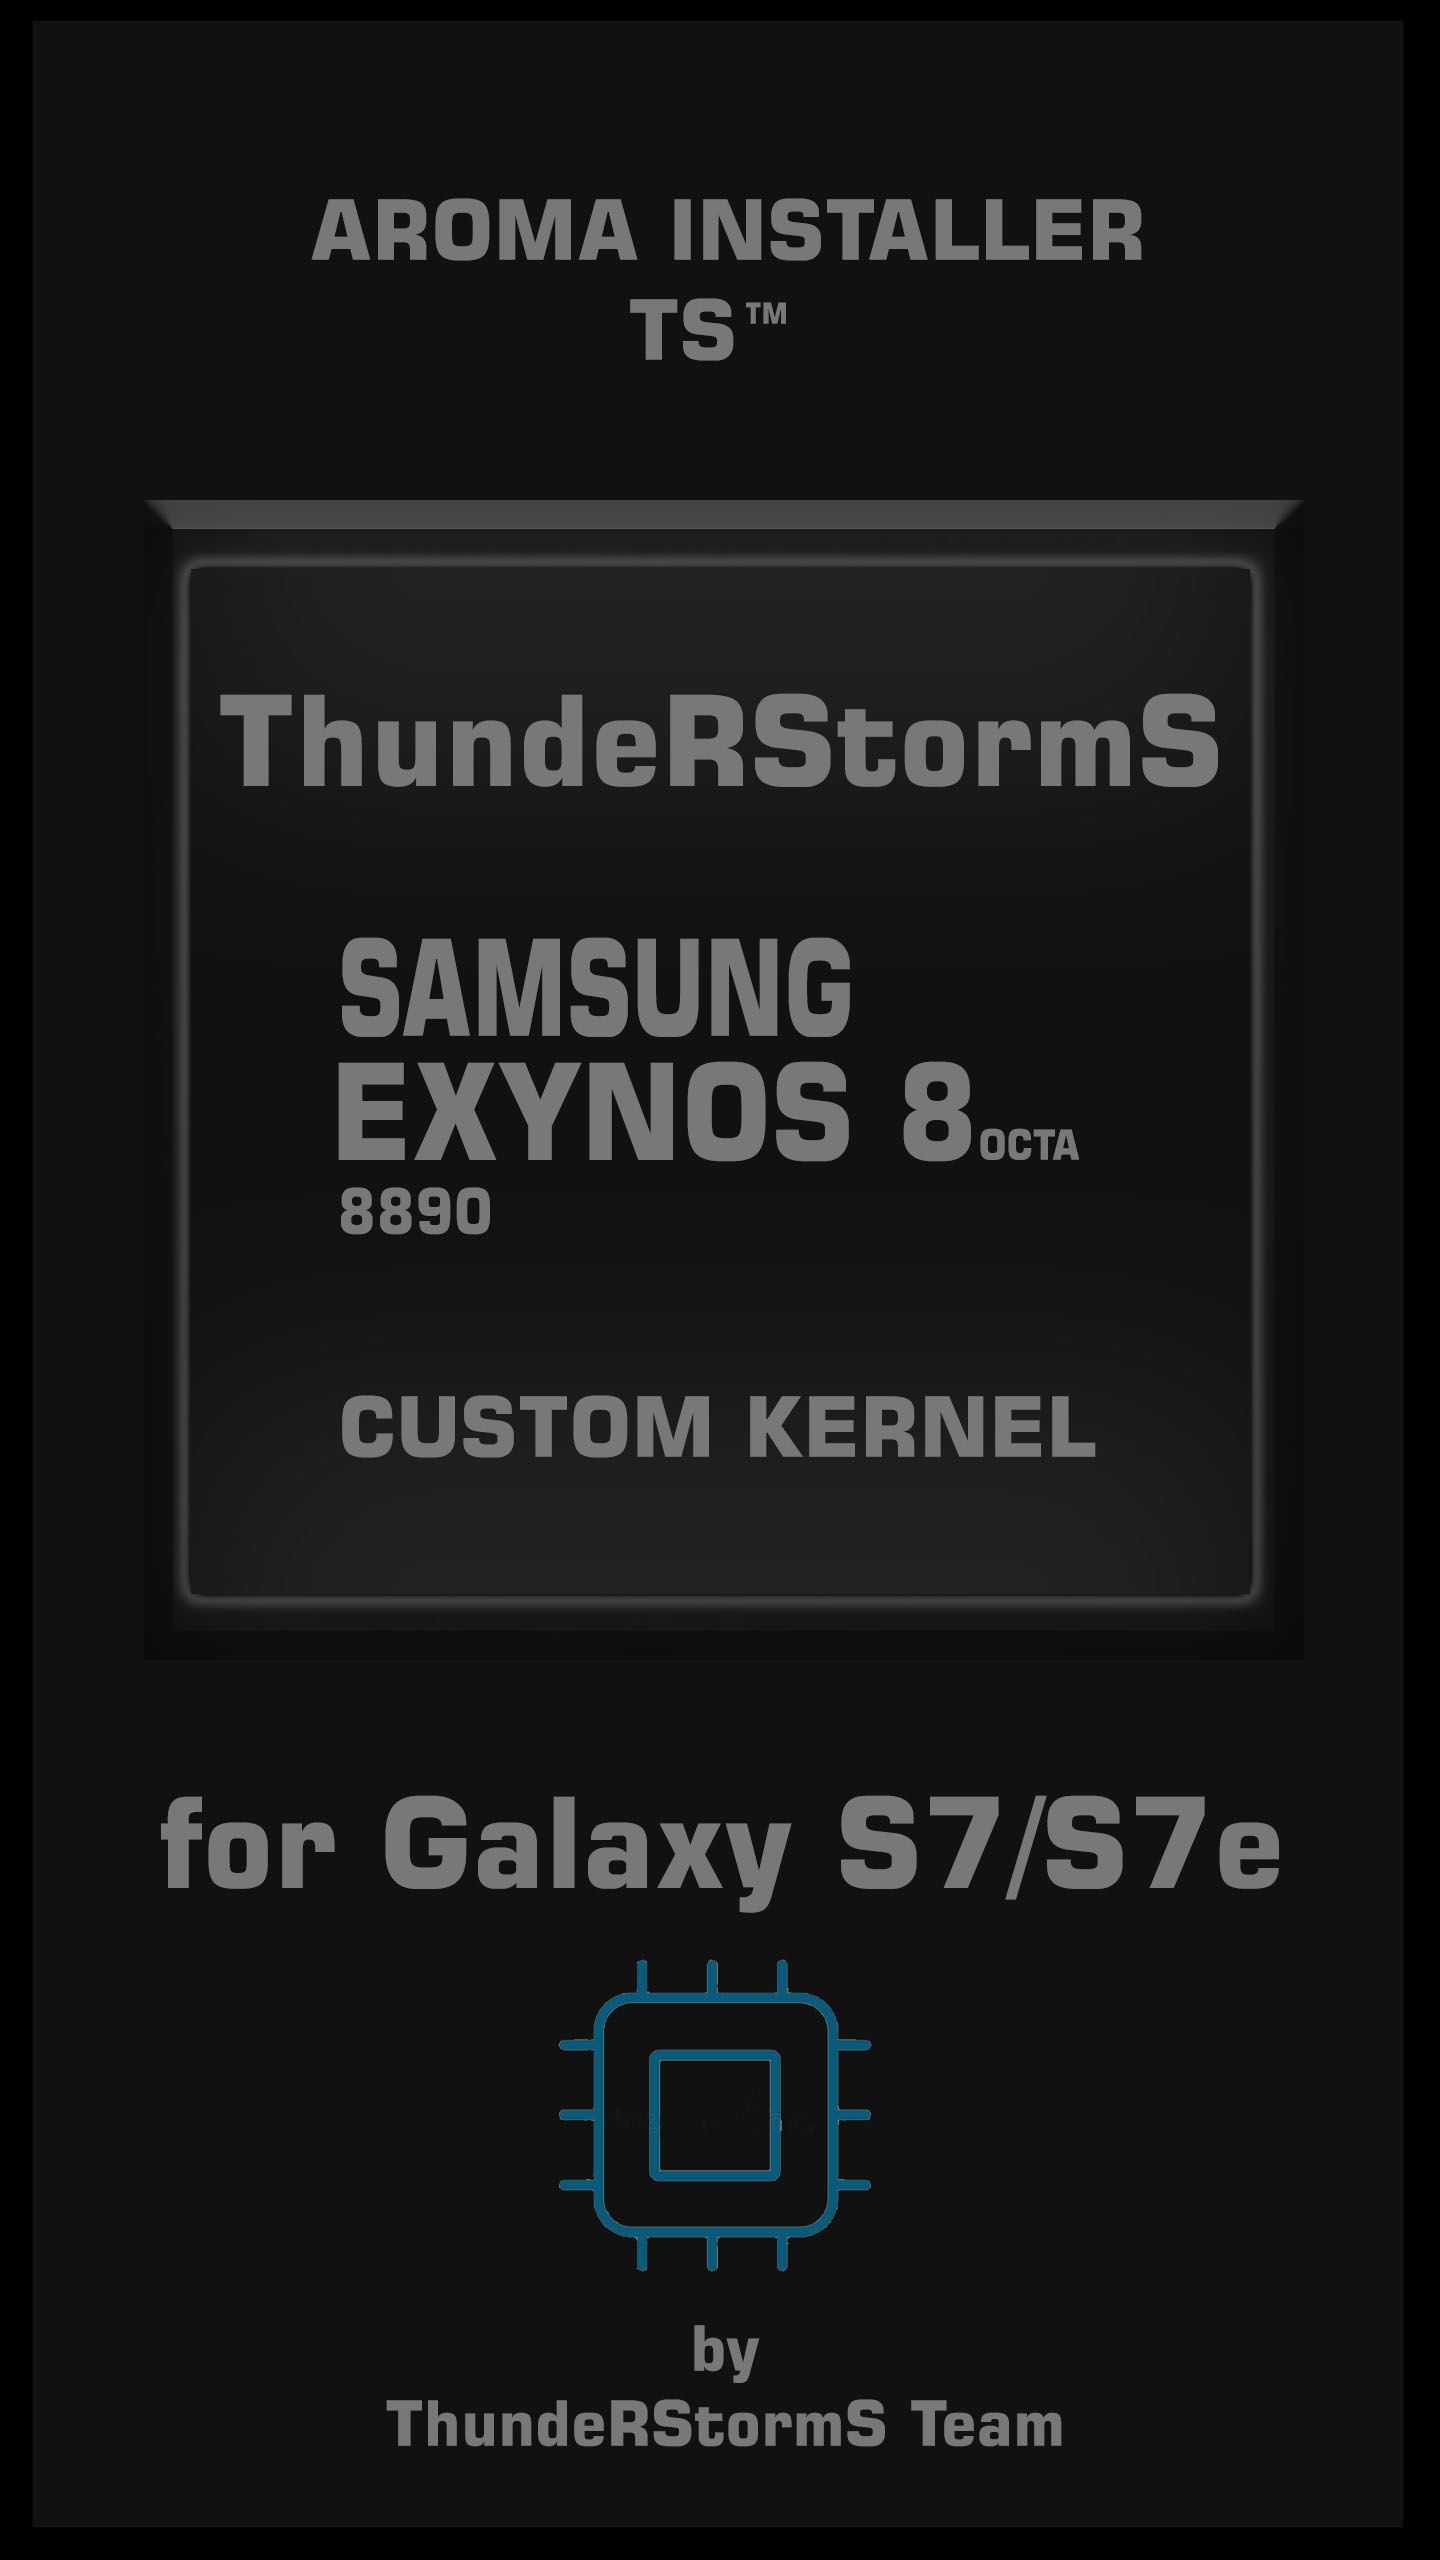 AROMA INSTALLER
TS™
ThundeRStormS
SAMSUNG
EXYNOS 8 OCTA
8890
CUSTOM KERNEL
for Galaxy S7/S7e
by
ThundeRStormS Team